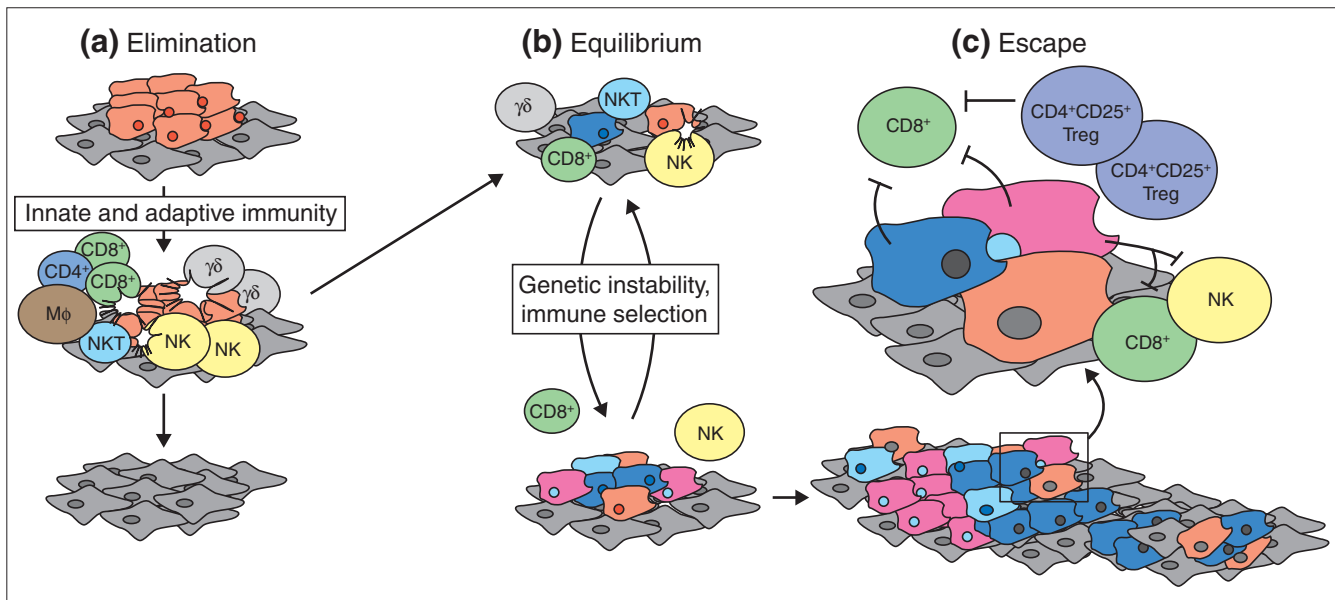 (a) Elimination
Innate and adaptive immunity
CD8⁺
CD4⁺
CD8⁺
γδ
γδ
Mϕ
NKT
NK
NK
(b) Equilibrium
γδ
NKT
CD8⁺
NK
Genetic instability,
immune selection
CD8⁺
NK
(c) Escape
CD8⁺
CD4⁺CD25⁺
Treg
CD4⁺CD25⁺
Treg
NK
CD8⁺